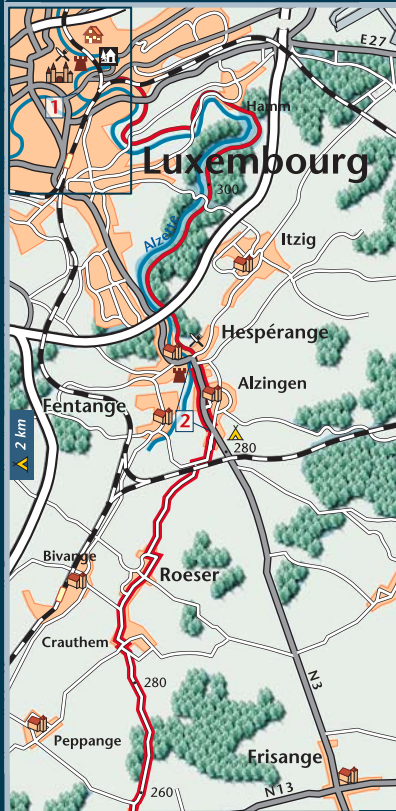 E27
1
Hamm
Luxembourg
300
Alzette
Itzig
Hespérange
Alzingen
Fentange
2
2 km
280
Bivange
Roeser
Crauthem
280
N3
Peppange
Frisange
260
N13